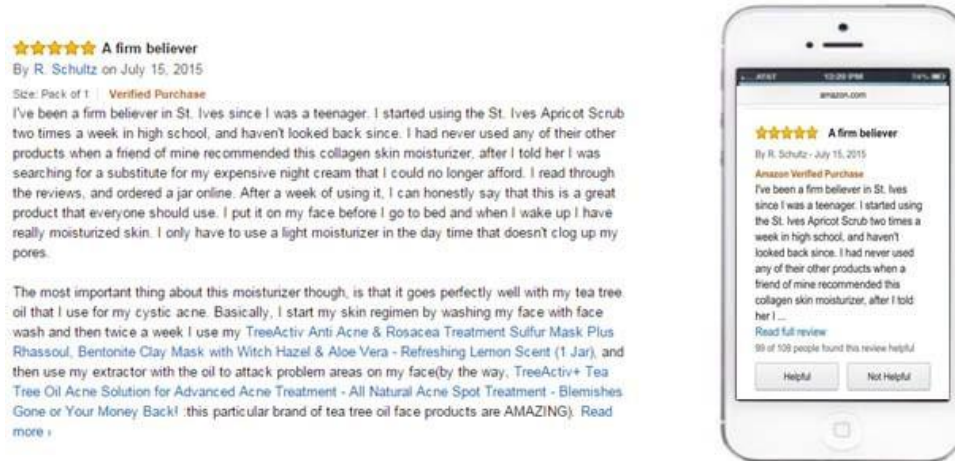 A firm believer
By R. Schultz on July 15, 2015
Size: Pack of 1 | Verified Purchase
I've been a firm believer in St. Ives since I was a teenager. I started using the St. Ives Apricot Scrub
two times a week in high school, and haven't looked back since. I had never used any of their other
products when a friend of mine recommended this collagen skin moisturizer, after I told her I was
searching for a substitute for my expensive night cream that I could no longer afford. I read through
the reviews, and ordered a jar online. After a week of using it, I can honestly say that this is a great
product that everyone should use. I put it on my face before I go to bed and when I wake up I have
really moisturized skin. I only have to use a light moisturizer in the day time that doesn't clog up my
pores.
The most important thing about this moisturizer though, is that it goes perfectly well with my tea tree
oil that I use for my cystic acne. Basically, I start my skin regimen by washing my face with face
wash and then twice a week I use my TreeActiv Anti Acne & Rosacea Treatment Sulfur Mask Plus
Rhassoul, Bentonite Clay Mask with Witch Hazel & Aloe Vera - Refreshing Lemon Scent (1 Jar), and
then use my extractor with the oil to attack problem areas on my face(by the way, TreeActiv+ Tea
Tree Oil Acne Solution for Advanced Acne Treatment - All Natural Acne Spot Treatment - Blemishes
Gone or Your Money Back! :this particular brand of tea tree oil face products are AMAZING). Read
more ›
AT&T 12:20 PM 74%
amazon.com
A firm believer
By R. Schultz - July 15, 2015
Amazon Verified Purchase
I've been a firm believer in St. Ives
since I was a teenager. I started using
the St. Ives Apricot Scrub two times a
week in high school, and haven't
looked back since. I had never used
any of their other products when a
friend of mine recommended this
collagen skin moisturizer, after I told
her I ...
Read full review
99 of 108 people found this review helpful
Helpful Not Helpful